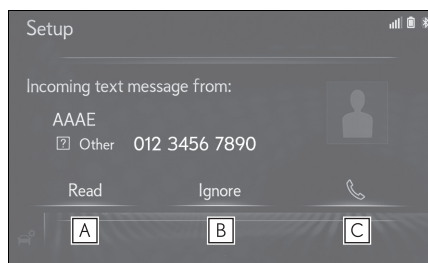 Setup
Incoming text message from:
AAAE
? Other 012 3456 7890
Read Ignore
A B C